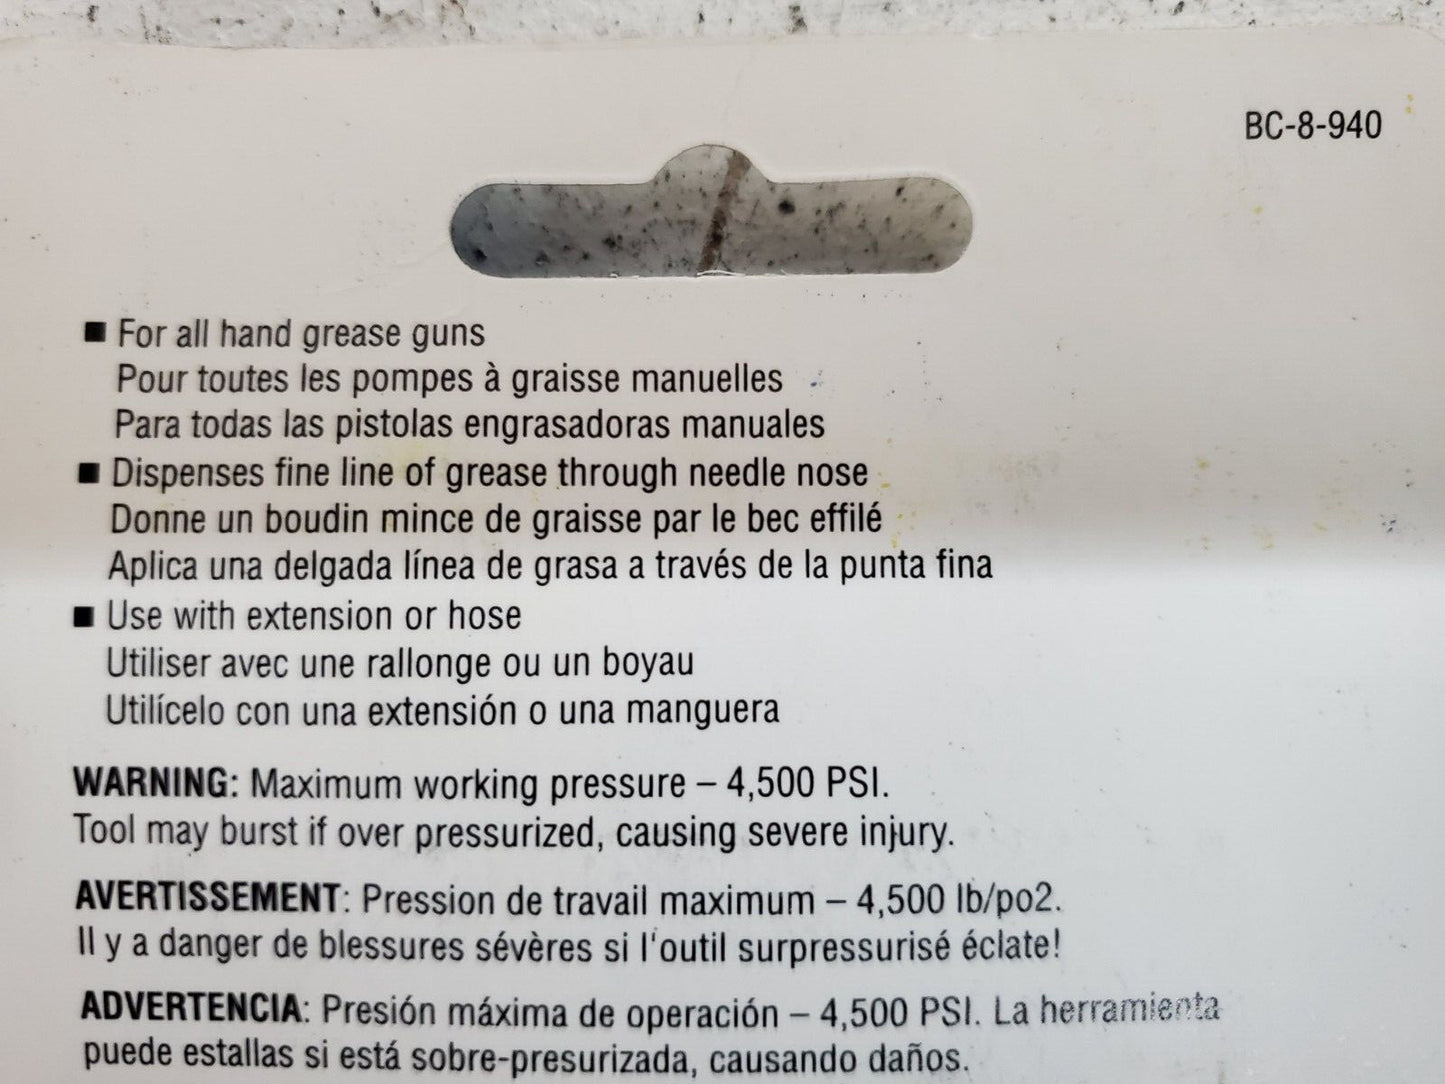 BC-8-940
■ For all hand grease guns
Pour toutes les pompes à graisse manuelles
Para todas las pistolas engrasadoras manuales
■ Dispenses fine line of grease through needle nose
Donne un boudin mince de graisse par le bec effilé
Aplica una delgada línea de grasa a través de la punta fina
■ Use with extension or hose
Utiliser avec une rallonge ou un boyau
Utilícelo con una extensión o una manguera
WARNING: Maximum working pressure – 4,500 PSI.
Tool may burst if over pressurized, causing severe injury.
AVERTISSEMENT: Pression de travail maximum – 4,500 lb/po2.
Il y a danger de blessures sévères si l'outil surpressurisé éclate!
ADVERTENCIA: Presión máxima de operación – 4,500 PSI. La herramienta
puede estallas si está sobre-presurizada, causando daños.